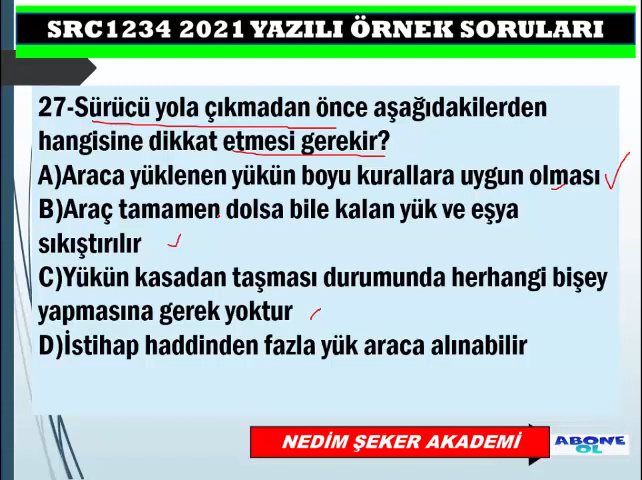 SRC1234 2021 YAZILI ÖRNEK SORULARI
27-Sürücü yola çıkmadan önce aşağıdakilerden
hangisine dikkat etmesi gerekir?
A)Araca yüklenen yükün boyu kurallara uygun olması
B)Araç tamamen dolsa bile kalan yük ve eşya
sıkıştırılır
C)Yükün kasadan taşması durumunda herhangi bişey
yapmasına gerek yoktur
D)İstihap haddinden fazla yük araca alınabilir
NEDİM ŞEKER AKADEMİ
ABONE
OL